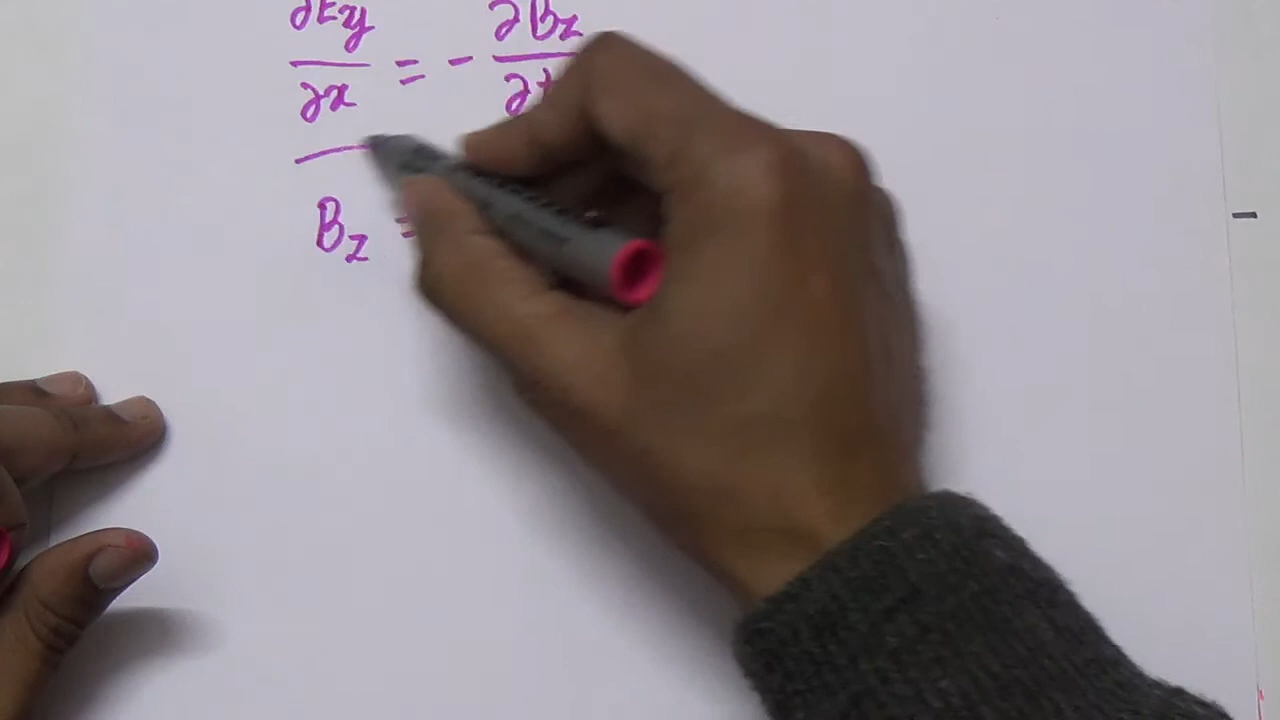 ∂Ey/∂x = - ∂Bz/∂t
Bz =